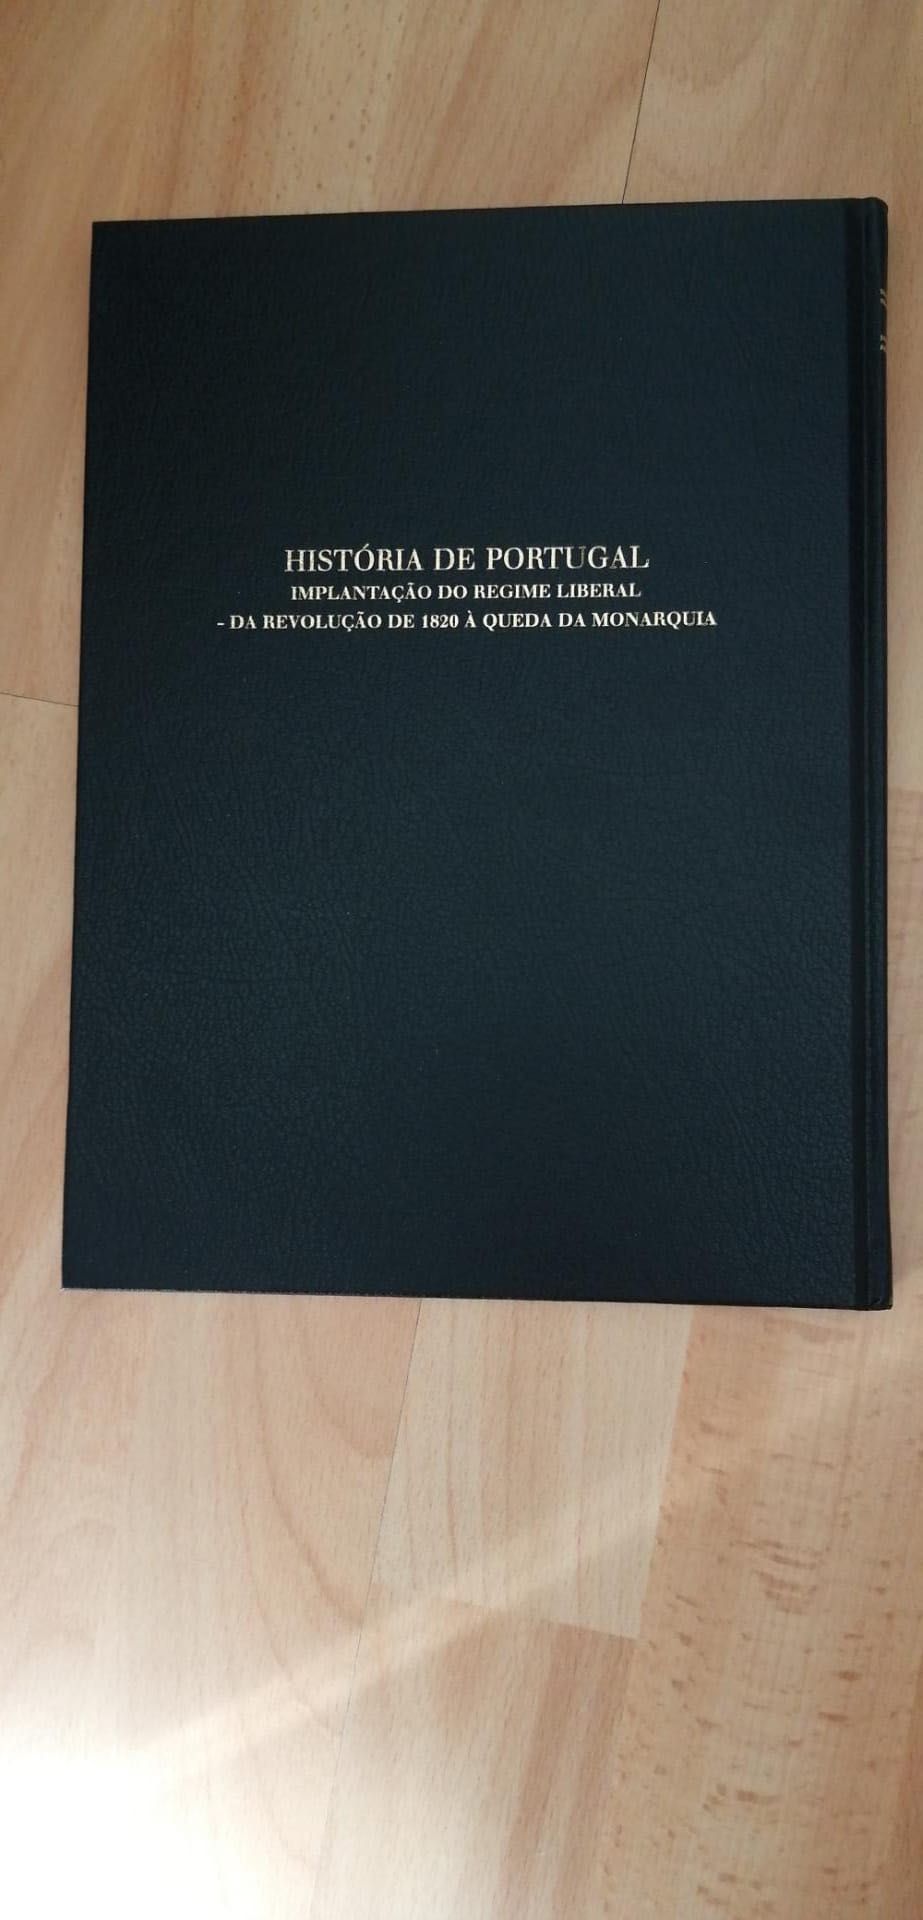 HISTÓRIA DE PORTUGAL
IMPLANTAÇÃO DO REGIME LIBERAL
- DA REVOLUÇÃO DE 1820 À QUEDA DA MONARQUIA